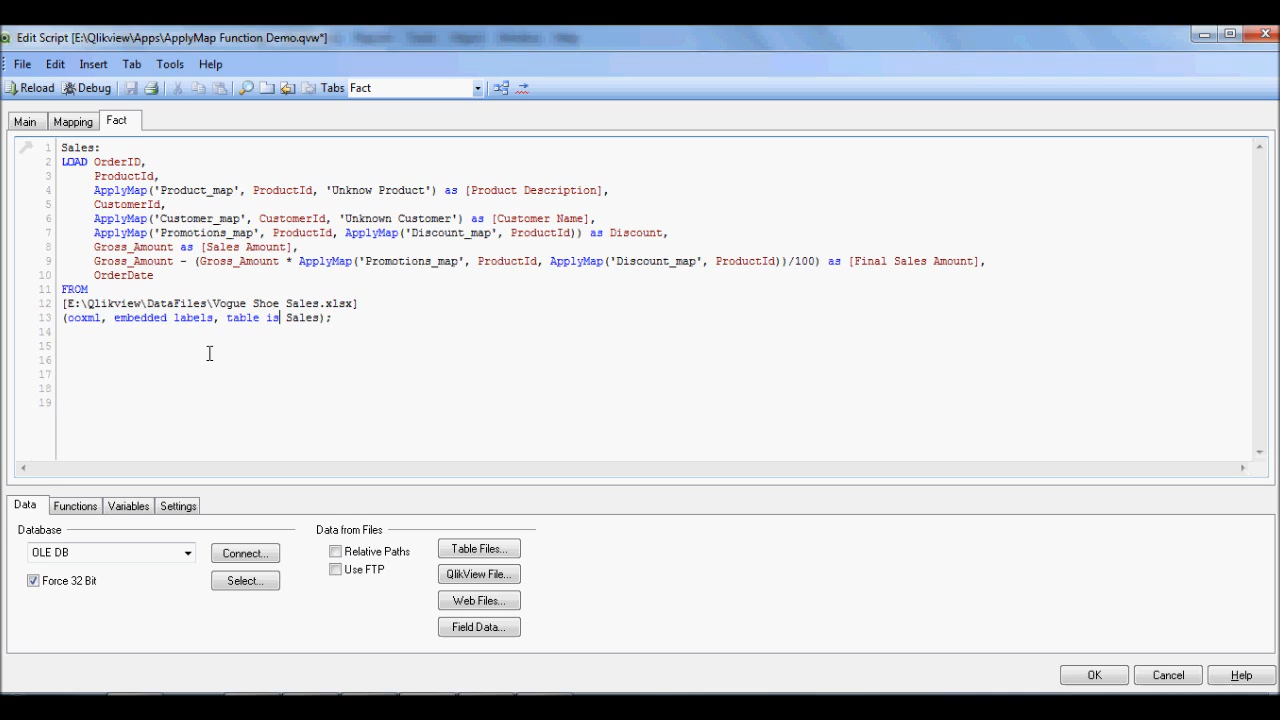 Edit Script [E:\Qlikview\Apps\ApplyMap Function Demo.qvw*]
File Edit Insert Tab Tools Help
Reload Debug Tabs Fact
Main Mapping Fact
1 Sales:
2 LOAD OrderID,
3 ProductId,
4 ApplyMap('Product_map', ProductId, 'Unknow Product') as [Product Description],
5 CustomerId,
6 ApplyMap('Customer_map', CustomerId, 'Unknown Customer') as [Customer Name],
7 ApplyMap('Promotions_map', ProductId, ApplyMap('Discount_map', ProductId)) as Discount,
8 Gross_Amount as [Sales Amount],
9 Gross_Amount - (Gross_Amount * ApplyMap('Promotions_map', ProductId, ApplyMap('Discount_map', ProductId))/100) as [Final Sales Amount],
10 OrderDate
11 FROM
12 [E:\Qlikview\DataFiles\Vogue Shoe Sales.xlsx]
13 (ooxml, embedded labels, table is Sales);
14
15
16
17
18
19
Data Functions Variables Settings
Database Data from Files
OLE DB Connect... Relative Paths Table Files...
Force 32 Bit Select... Use FTP QlikView File...
Web Files...
Field Data...
OK Cancel Help